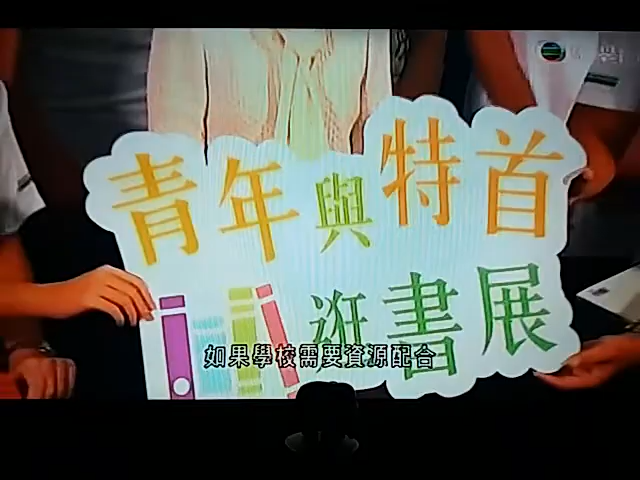 青年與特首
逛書展
如果學校需要資源配合